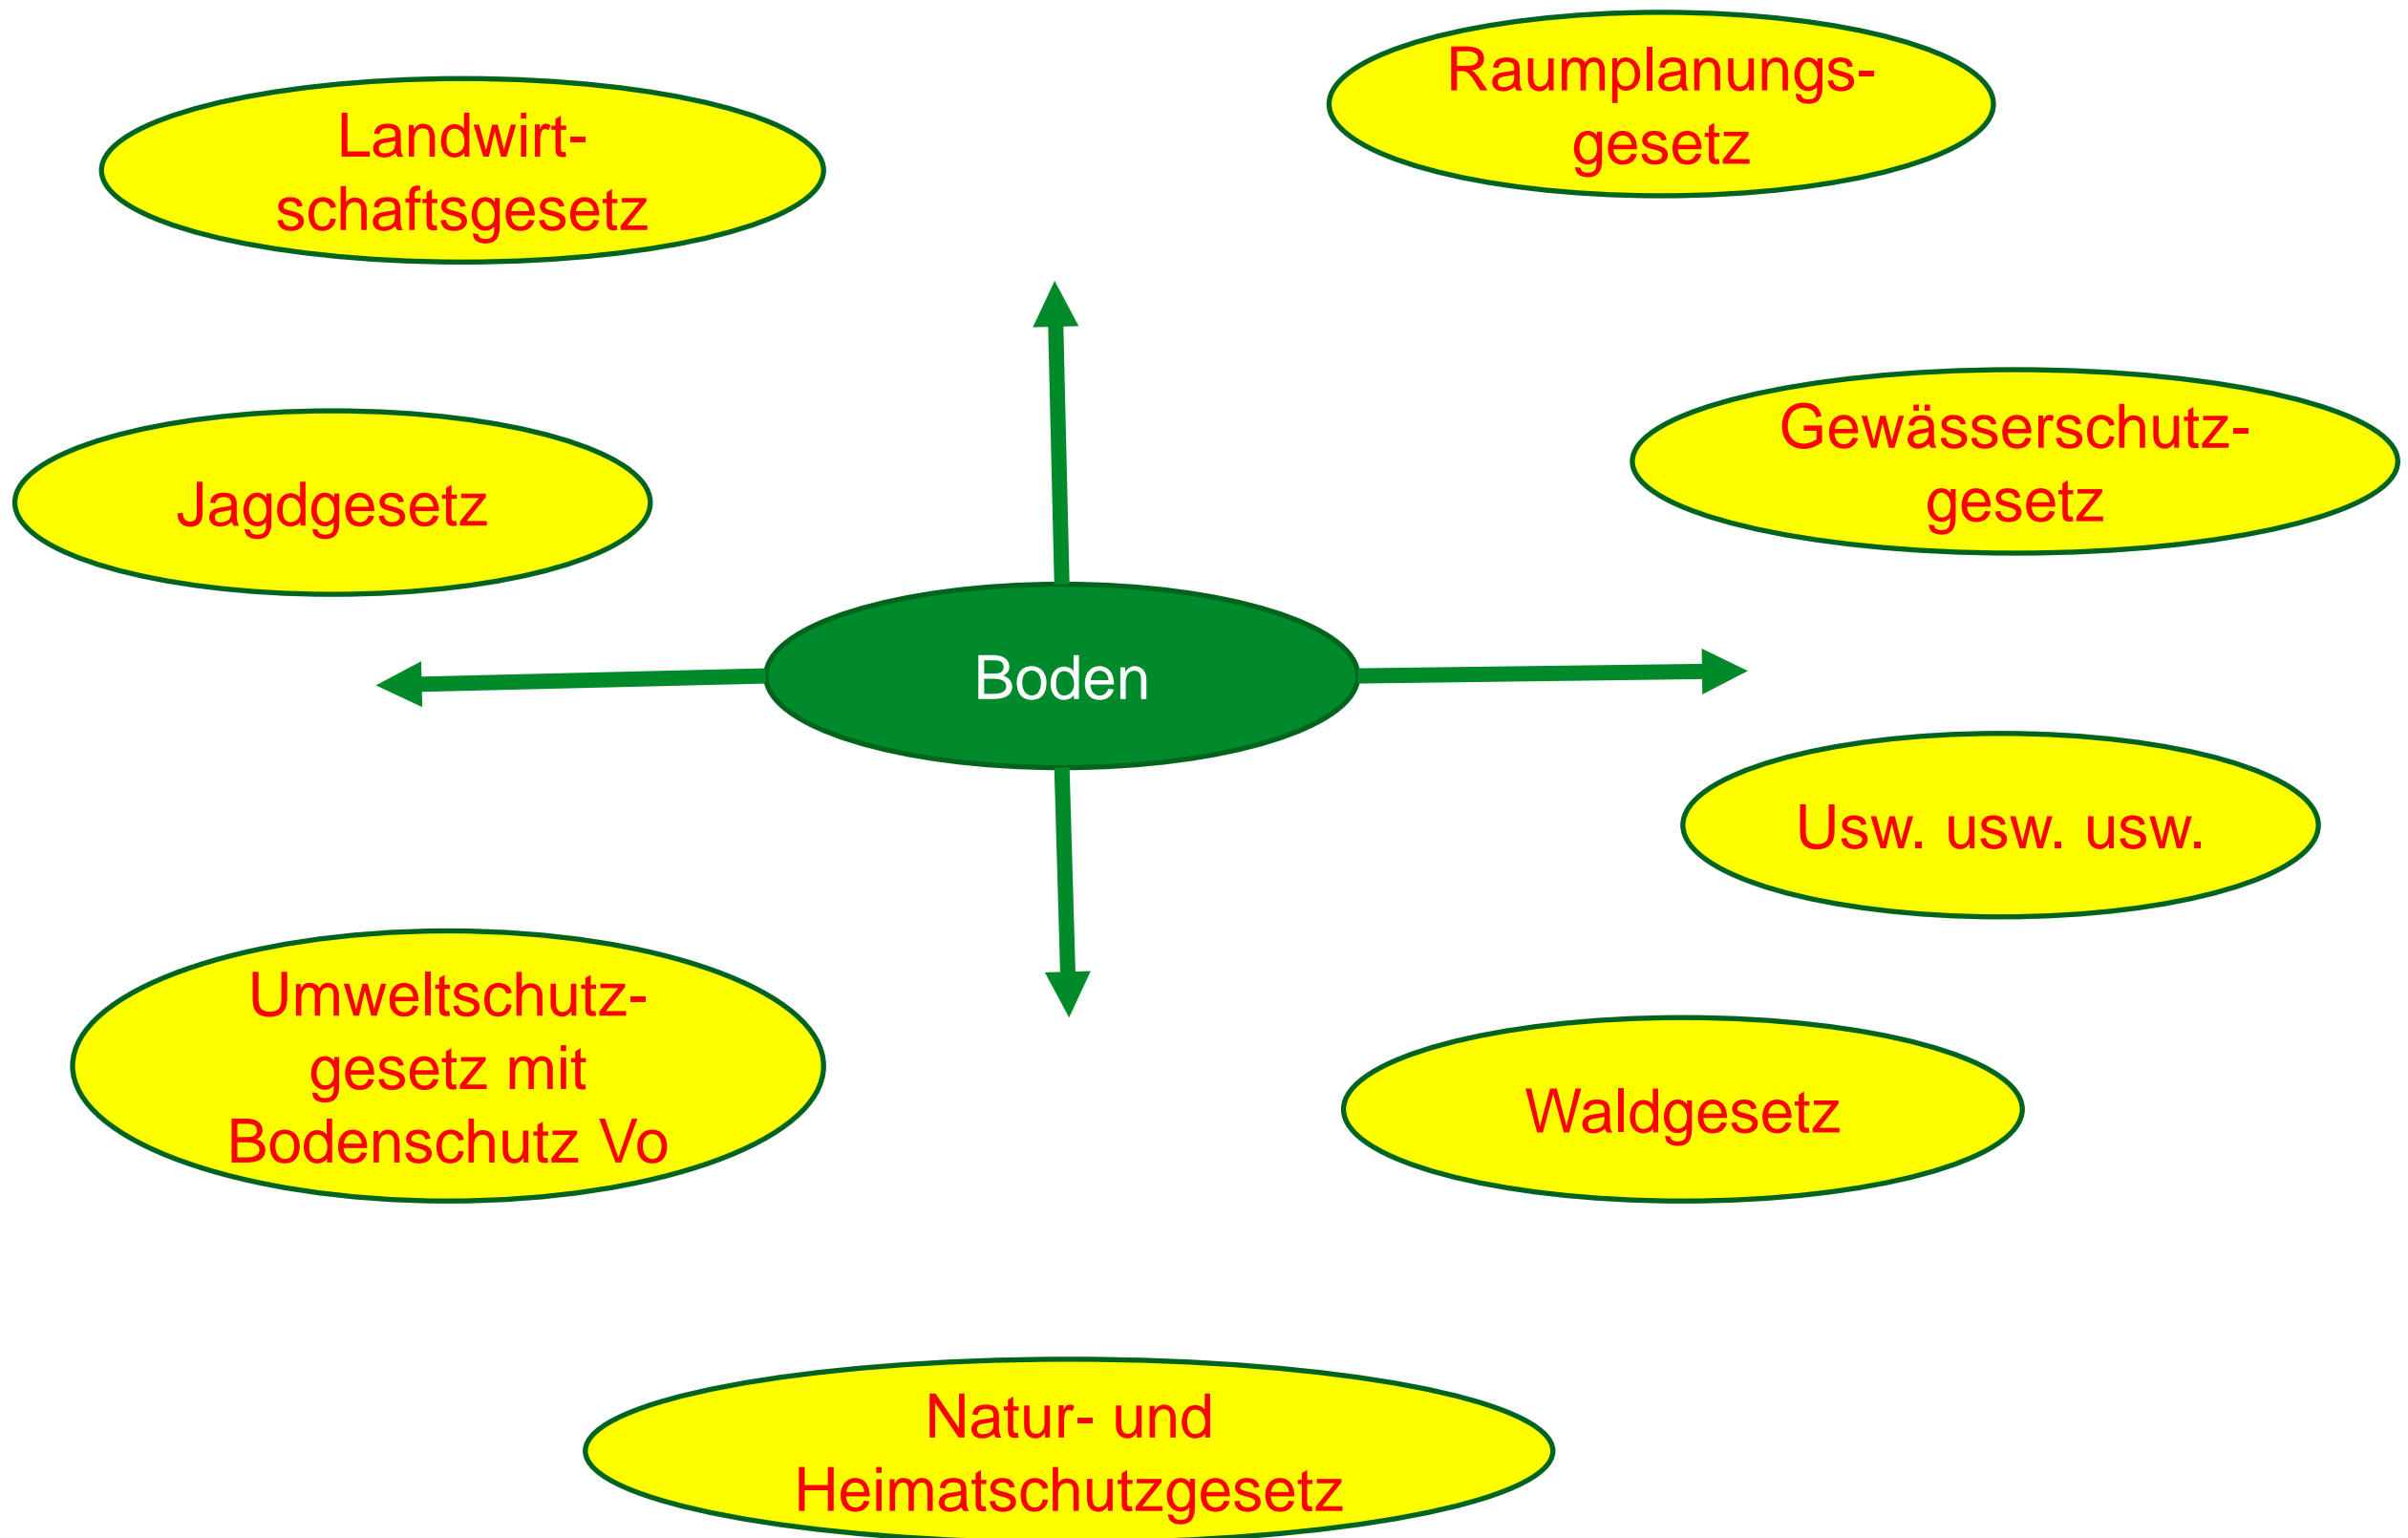 Raumplanungs-
gesetz
Landwirt-
schaftsgesetz
Gewässerschutz-
gesetz
Jagdgesetz
Boden
Usw. usw. usw.
Umweltschutz-
gesetz mit
Bodenschutz Vo
Waldgesetz
Natur- und
Heimatschutzgesetz